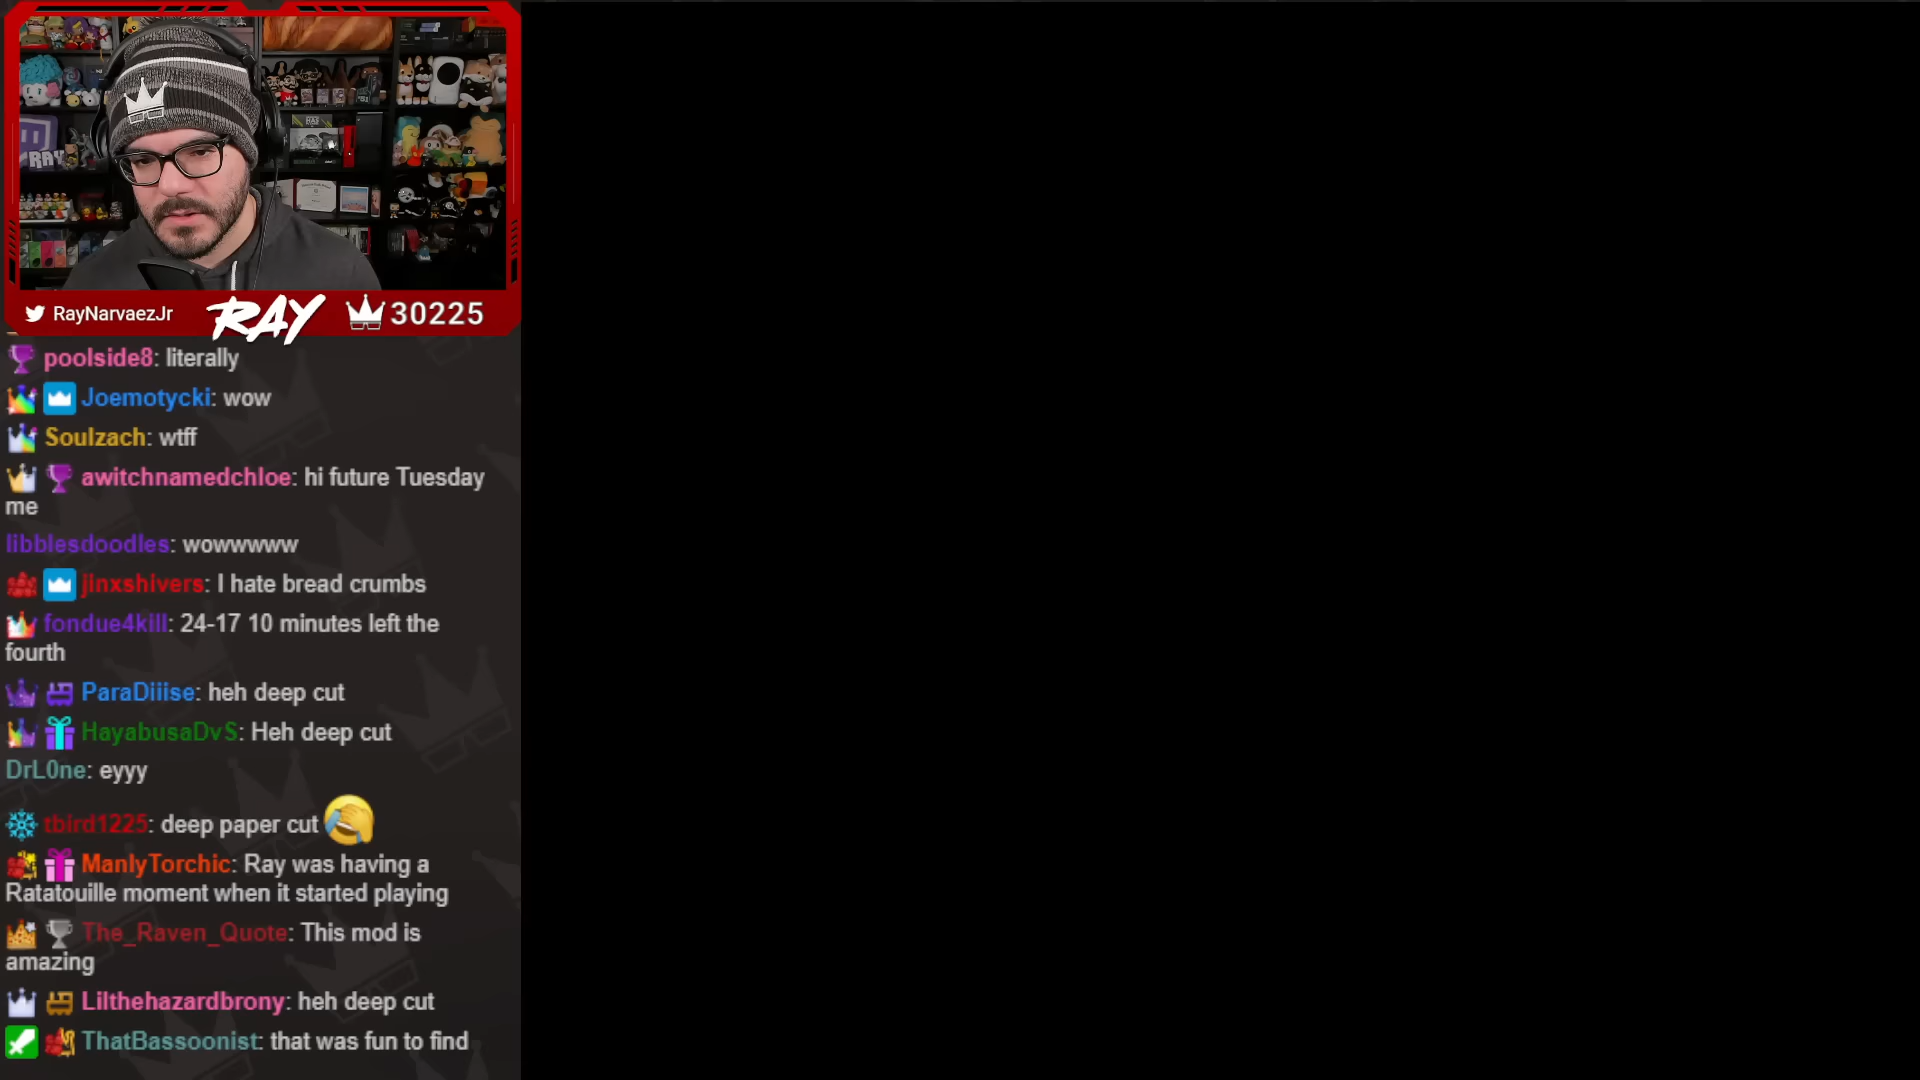 RAY
RayNarvaezJr RAY 30225
poolside8: literally
Joemotycki: wow
Soulzach: wtff
awitchnamedchloe: hi future Tuesday
me
libblesdoodles: wowwwww
jinxshivers: I hate bread crumbs
fondue4kill: 24-17 10 minutes left the
fourth
ParaDiiise: heh deep cut
HayabusaDvS: Heh deep cut
DrL0ne: eyyy
tbird1225: deep paper cut
ManlyTorchic: Ray was having a
Ratatouille moment when it started playing
The_Raven_Quote: This mod is
amazing
Lilthehazardbrony: heh deep cut
ThatBassoonist: that was fun to find